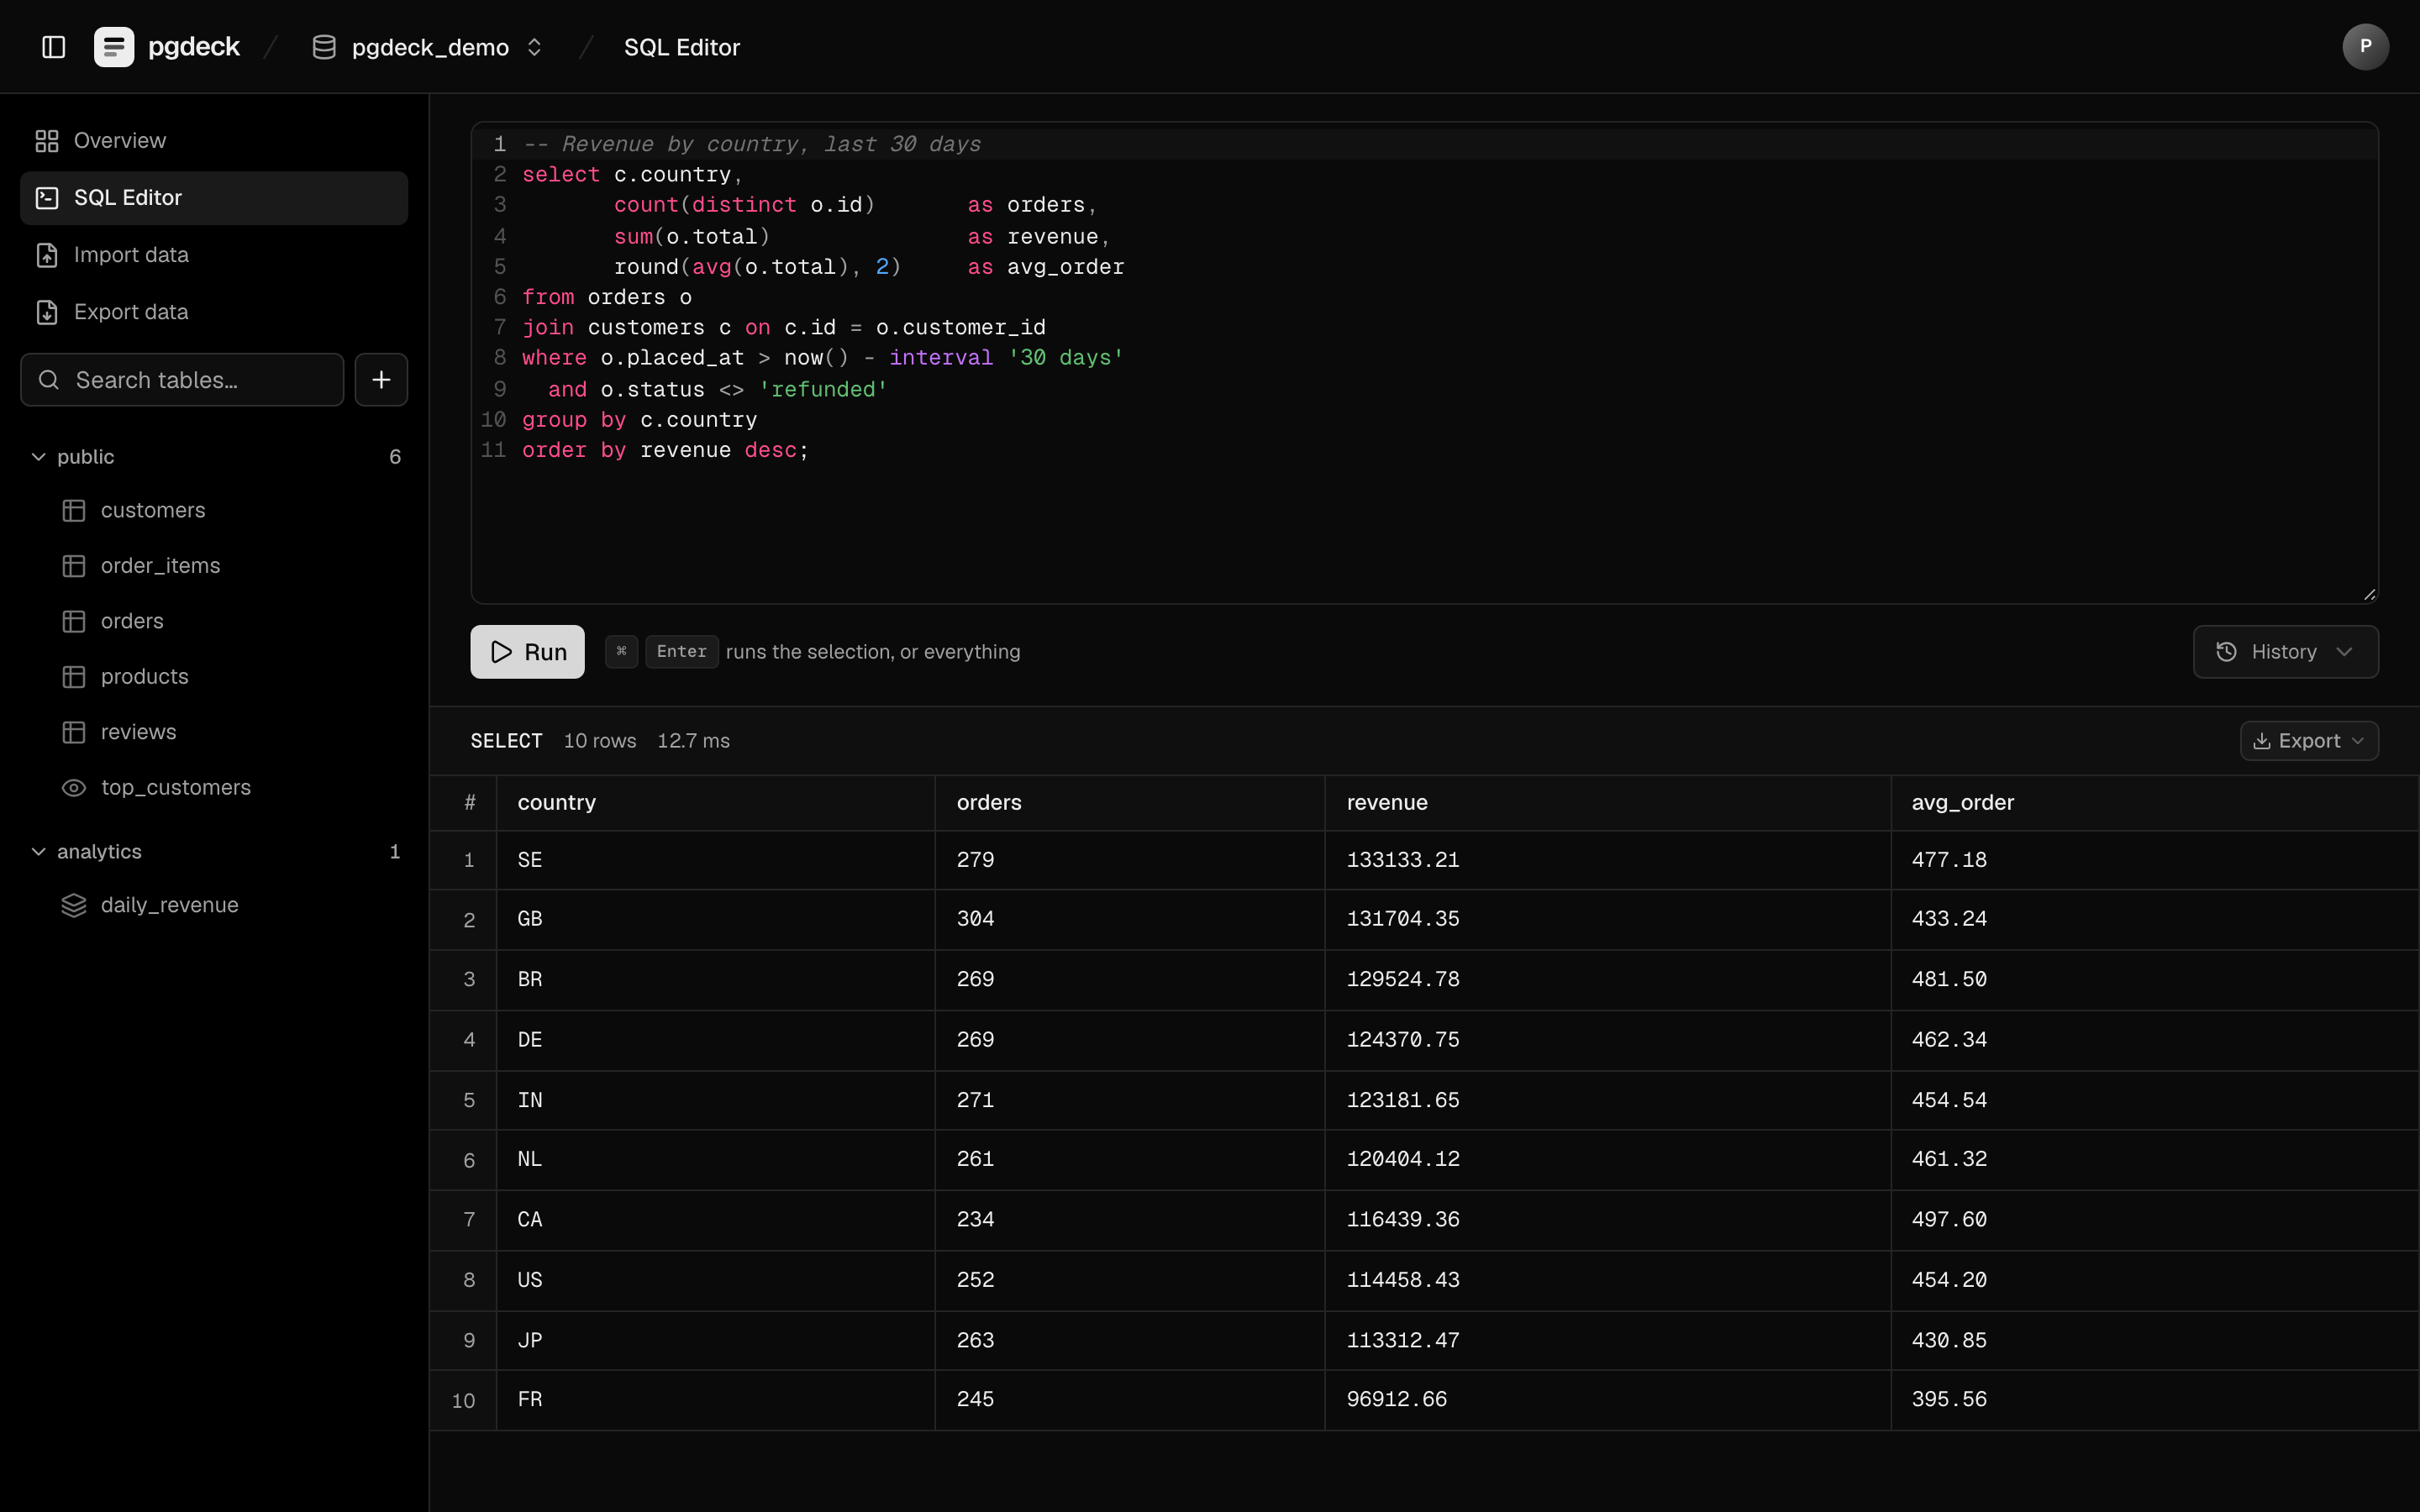 pgdeck / pgdeck_demo / SQL Editor P
Overview
SQL Editor
Import data
Export data
Search tables...
public 6
customers
order_items
orders
products
reviews
top_customers
analytics 1
daily_revenue
1 -- Revenue by country, last 30 days
2 select c.country,
3        count(distinct o.id)       as orders,
4        sum(o.total)               as revenue,
5        round(avg(o.total), 2)     as avg_order
6 from orders o
7 join customers c on c.id = o.customer_id
8 where o.placed_at > now() - interval '30 days'
9   and o.status <> 'refunded'
10 group by c.country
11 order by revenue desc;
Run ⌘ Enter runs the selection, or everything History
SELECT 10 rows 12.7 ms Export
# country orders revenue avg_order
1 SE 279 133133.21 477.18
2 GB 304 131704.35 433.24
3 BR 269 129524.78 481.50
4 DE 269 124370.75 462.34
5 IN 271 123181.65 454.54
6 NL 261 120404.12 461.32
7 CA 234 116439.36 497.60
8 US 252 114458.43 454.20
9 JP 263 113312.47 430.85
10 FR 245 96912.66 395.56